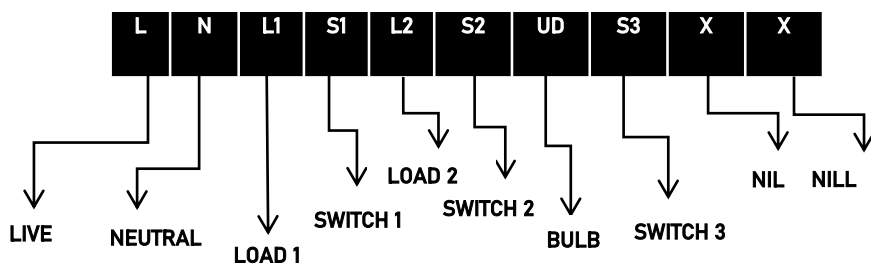 L N L1 S1 L2 S2 UD S3 X X
LOAD 2
NIL
NILL
SWITCH 1
SWITCH 2
LIVE
NEUTRAL
LOAD 1
BULB
SWITCH 3